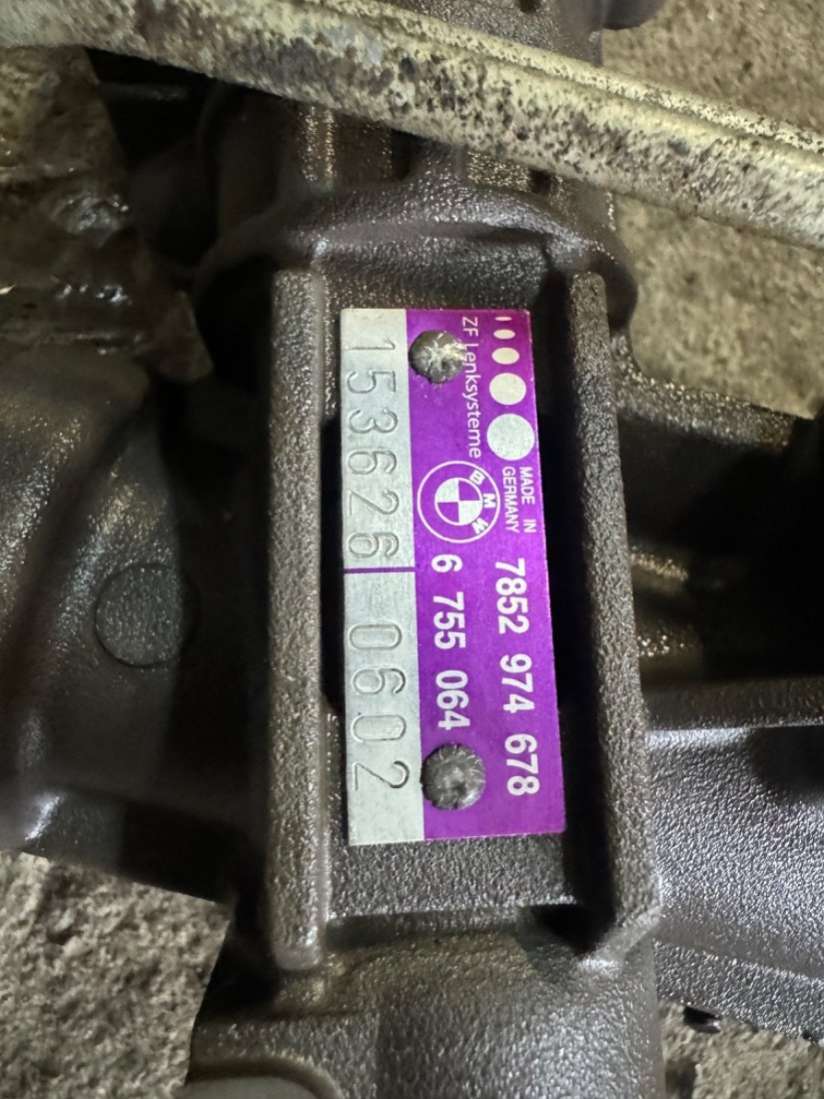 ZF Lenksysteme
MADE IN
GERMANY
BMW
7852 974 678
6 755 064
153626 0602